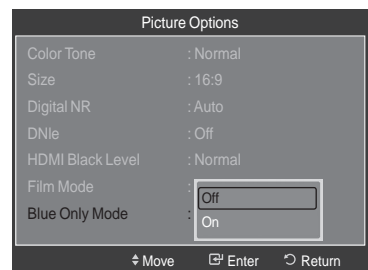 Picture Options
Color Tone : Normal
Size : 16:9
Digital NR : Auto
DNIe : Off
HDMI Black Level : Normal
Film Mode :
Off
Blue Only Mode :
On
Move Enter Return